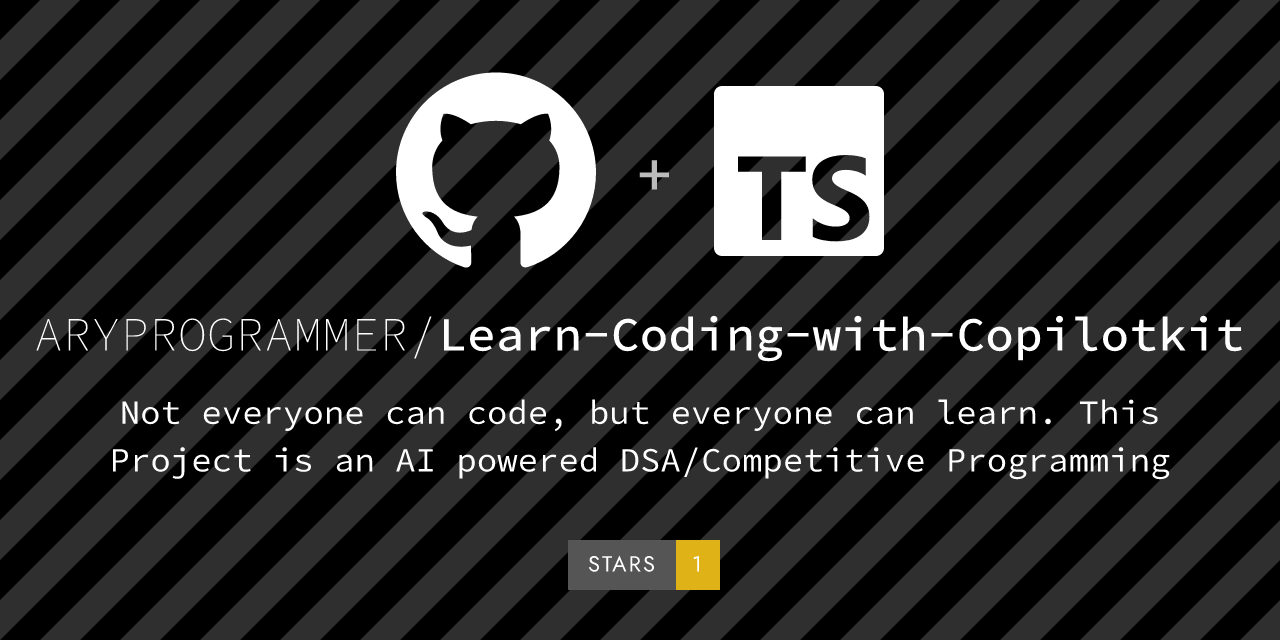 TS
ARYPROGRAMMER/Learn-Coding-with-Copilotkit
Not everyone can code, but everyone can learn. This
Project is an AI powered DSA/Competitive Programming
STARS 1